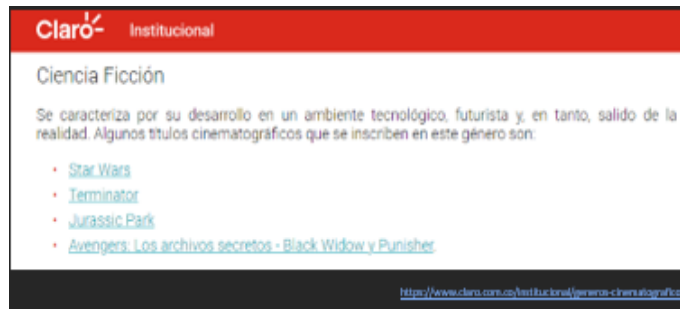 Claro-
Institucional
Ciencia Ficción
Se caracteriza por su desarrollo en un ambiente tecnológico, futurista y, en tanto, salido de la
realidad. Algunos títulos cinematográficos que se inscriben en este género son:
• Star Wars
• Terminator
• Jurassic Park
• Avengers: Los archivos secretos - Black Widow y Punisher.
https://www.claro.com.co/institucional/generos-cinematografico